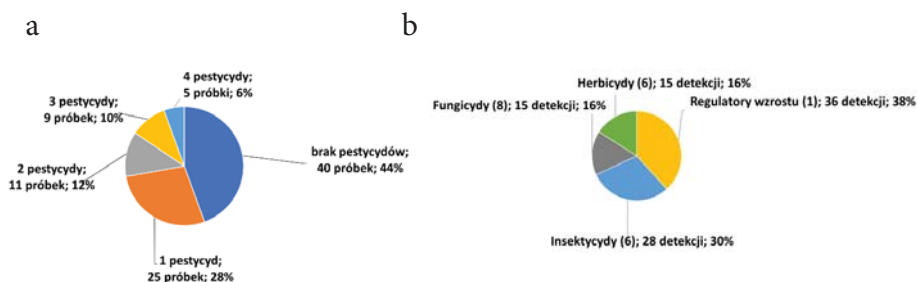 a
4 pestycydy;
5 próbki; 6%
3 pestycydy;
9 próbek; 10%
2 pestycydy;
11 próbek; 12%
brak pestycydów;
40 próbek; 44%
1 pestycyd;
25 próbek; 28%
b
Herbicydy (6); 15 detekcji; 16%
Regulatory wzrostu (1); 36 detekcji; 38%
Fungicydy (8); 15 detekcji; 16%
Insektycydy (6); 28 detekcji; 30%